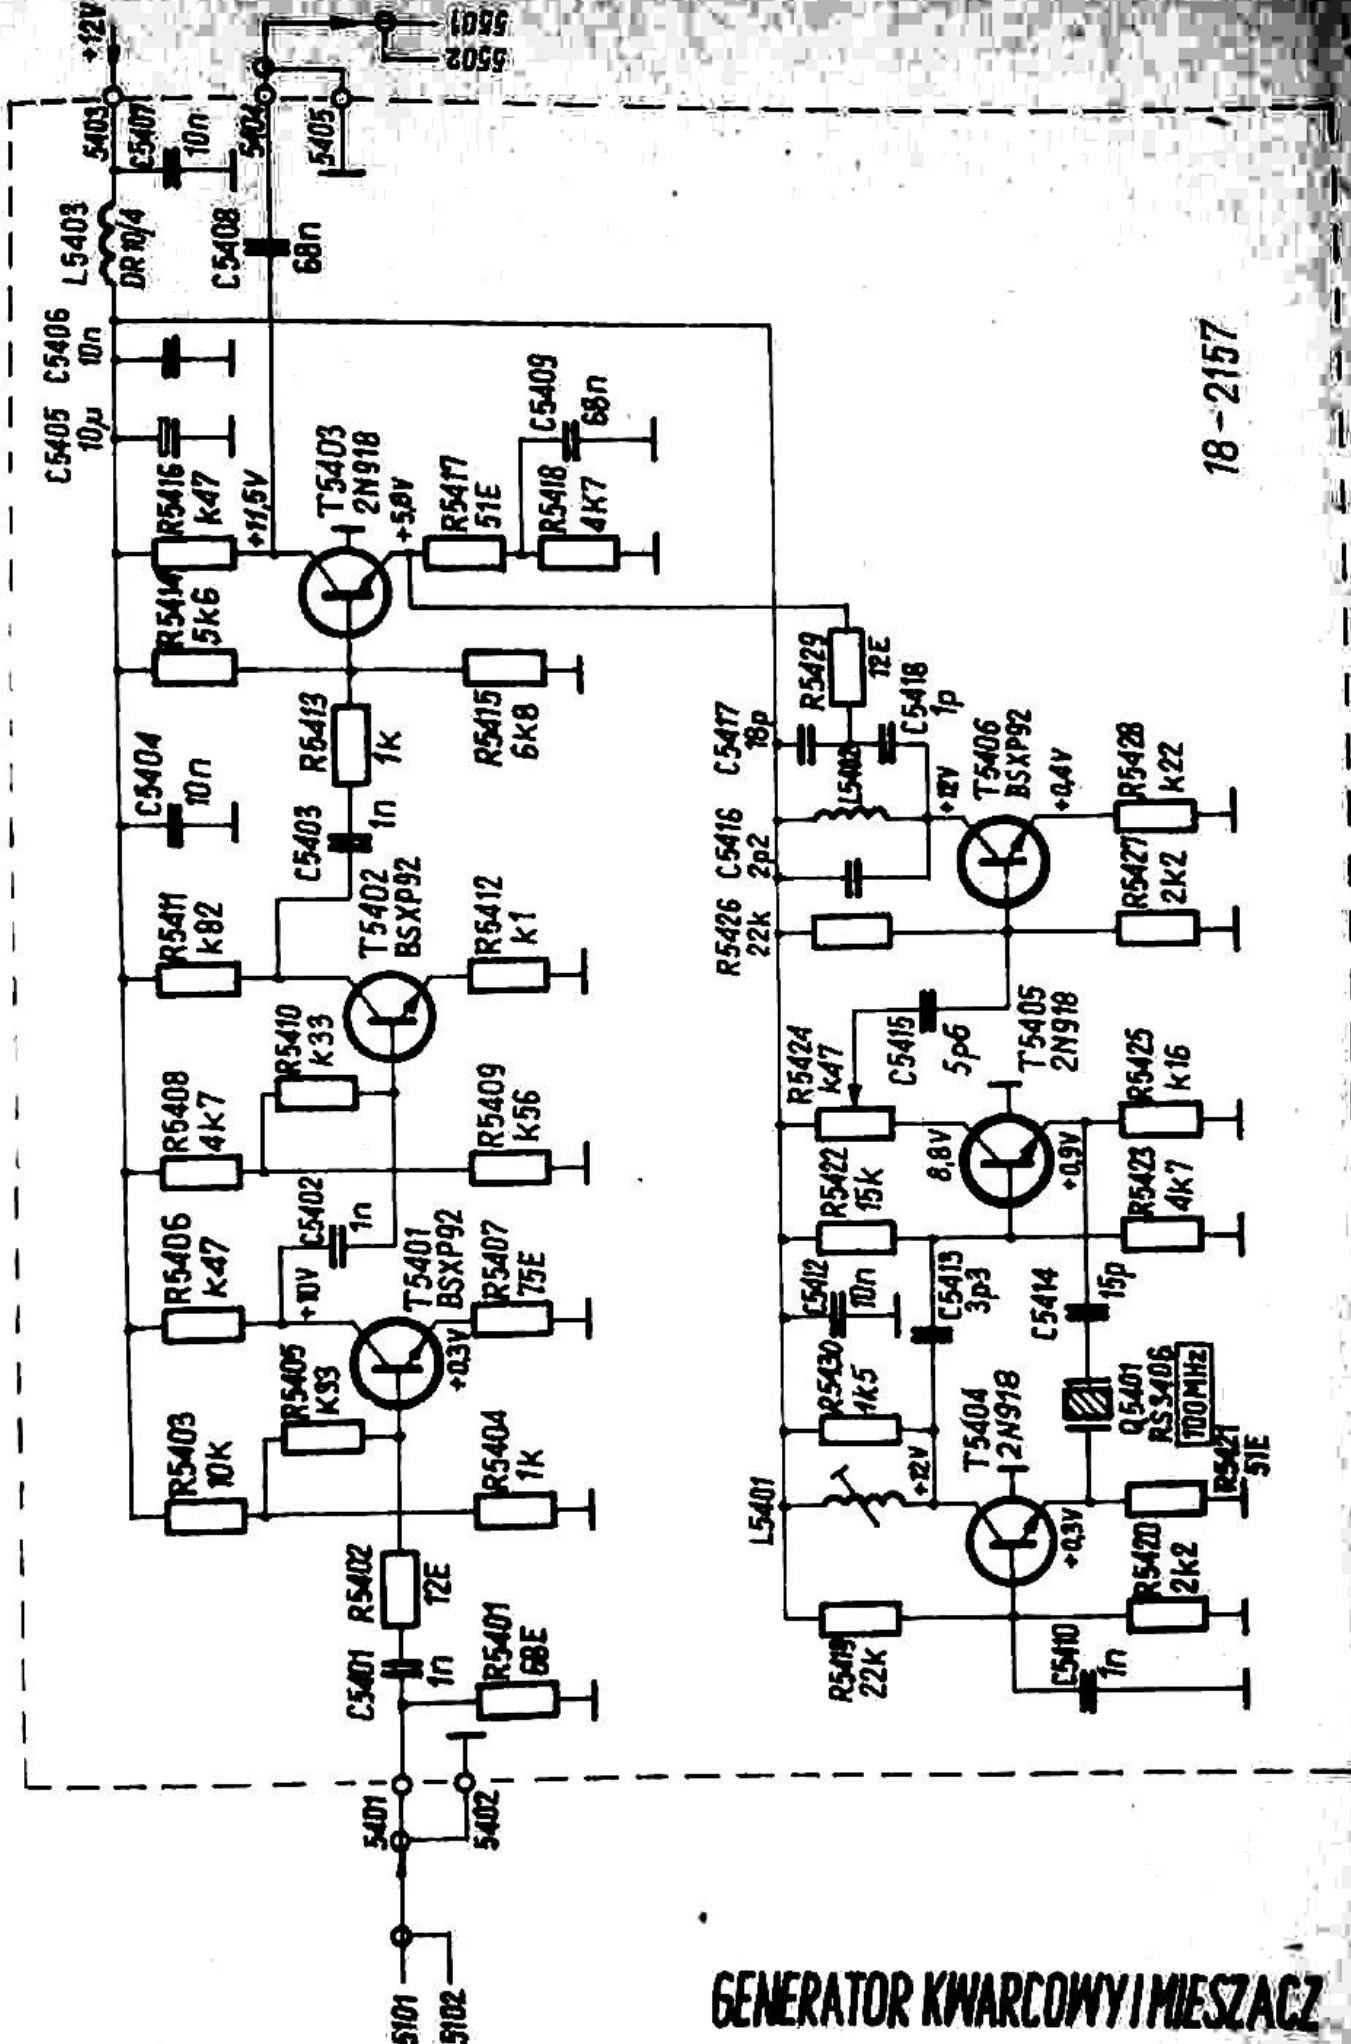 GENERATOR KWARCOWY I MIESZACZ
5101
5102
5401
5402
C5401
1n
R5401
68E
R5402
12E
R5403
10K
R5404
1K
R5405
K33
+0,3V
T5401
BSXP92
R5406
K47
+10V
R5407
75E
C5402
1n
R5408
4K7
R5409
K56
R5410
K33
T5402
BSXP92
R5411
K82
R5412
K1
C5403
1n
C5404
10n
R5413
1K
R5414
5K6
R5415
6K8
R5416
K47
+11,5V
T5403
2N918
+5,8V
R5417
51E
R5418
4K7
C5409
68n
C5405
10µ
C5406
10n
L5403
DR 10/4
C5408
68n
C5407
10n
5403
5404
5405
+12V
5501
5502
R5419
22K
C5410
1n
R5420
2K2
R5421
51E
L5401
+12V
T5404
2N918
+0,3V
R5430
1K5
C5412
10n
C5413
3p3
Q5401
RS3406
100MHz
C5414
15p
R5422
15K
R5423
4K7
8,8V
+0,9V
T5405
2N918
R5424
K47
R5425
K16
C5415
5p6
R5426
22K
R5427
2K2
C5416
2p2
C5417
18p
L5402
C5418
1p
R5429
12E
+12V
T5406
BSXP92
+0,4V
R5428
K22
18-2157